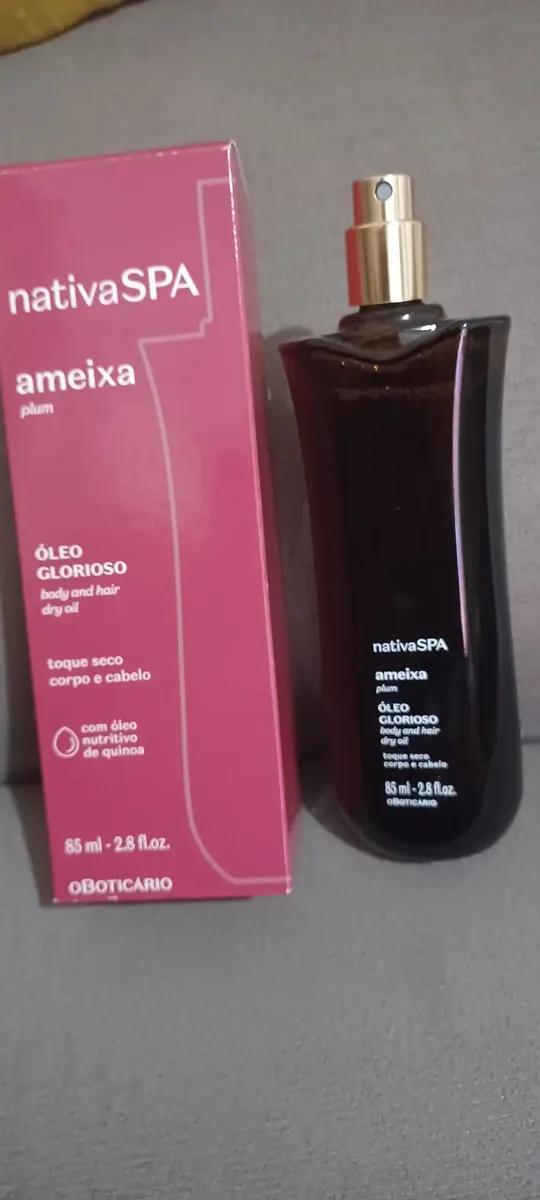 nativaSPA
ameixa
plum
ÓLEO
GLORIOSO
body and hair
dry oil
toque seco
corpo e cabelo
com óleo
nutritivo
de quinoa
85 ml - 2.8 fl.oz.
oBOTICÁRIO
nativaSPA
ameixa
plum
ÓLEO
GLORIOSO
body and hair
dry oil
toque seco
corpo e cabelo
85 ml - 2.8 fl.oz.
oBOTICÁRIO